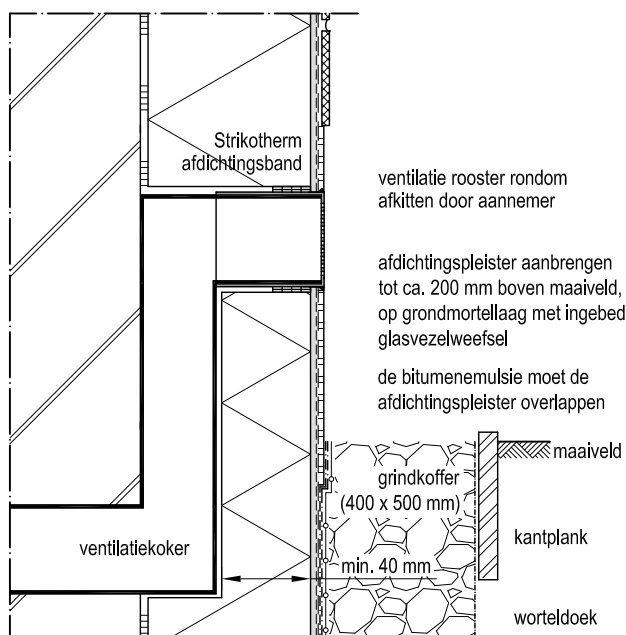 Strikotherm
afdichtingsband
ventilatie rooster rondom
afkitten door aannemer
afdichtingspleister aanbrengen
tot ca. 200 mm boven maaiveld,
op grondmortellaag met ingebed
glasvezelweefsel
de bitumenemulsie moet de
afdichtingspleister overlappen
maaiveld
grindkoffer
(400 x 500 mm)
kantplank
ventilatiekoker
min. 40 mm
worteldoek